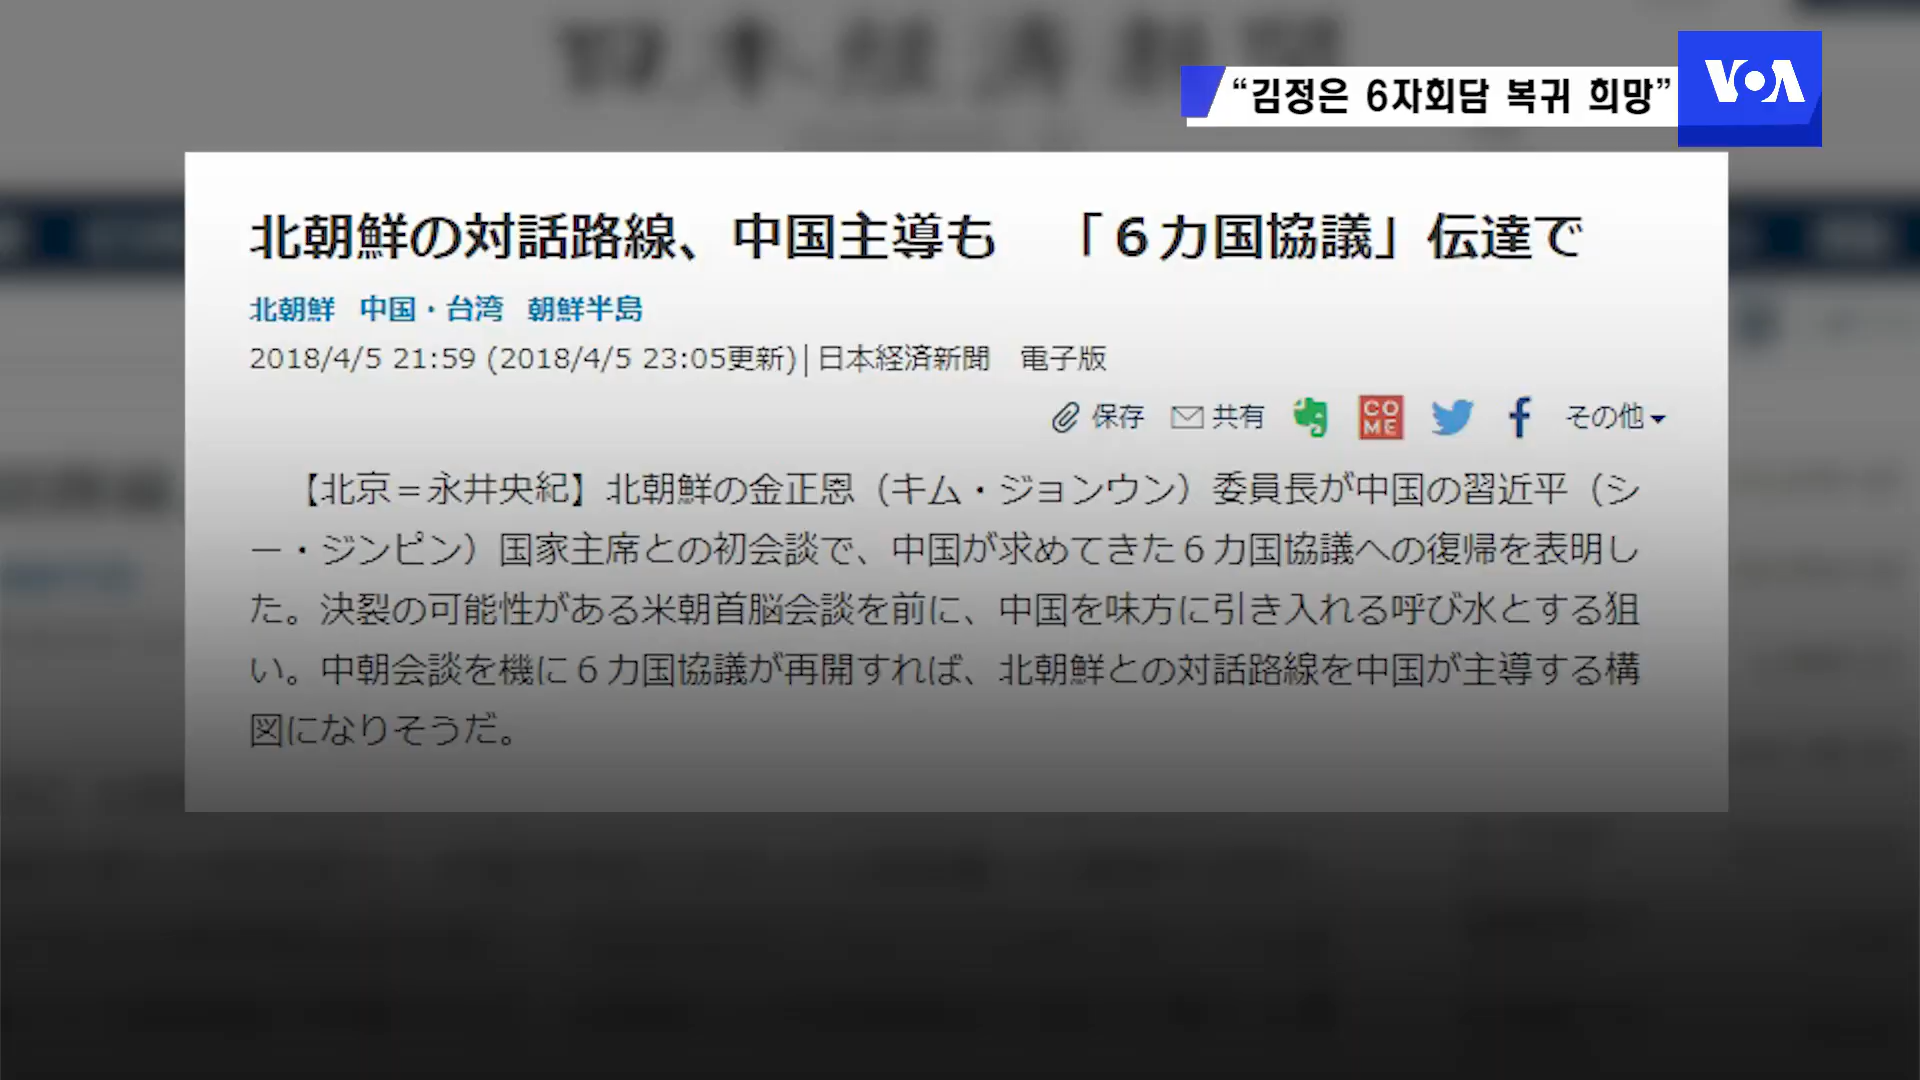 日本経済新聞
“김정은 6자회담 복귀 희망”
VOA
北朝鮮の対話路線、中国主導も　「６カ国協議」伝達で
北朝鮮　中国・台湾　朝鮮半島
2018/4/5 21:59 (2018/4/5 23:05更新)│日本経済新聞　電子版
保存　共有　CO ME　f　その他
【北京＝永井央紀】北朝鮮の金正恩（キム・ジョンウン）委員長が中国の習近平（シ
ー・ジンピン）国家主席との初会談で、中国が求めてきた６カ国協議への復帰を表明し
た。決裂の可能性がある米朝首脳会談を前に、中国を味方に引き入れる呼び水とする狙
い。中朝会談を機に６カ国協議が再開すれば、北朝鮮との対話路線を中国が主導する構
図になりそうだ。